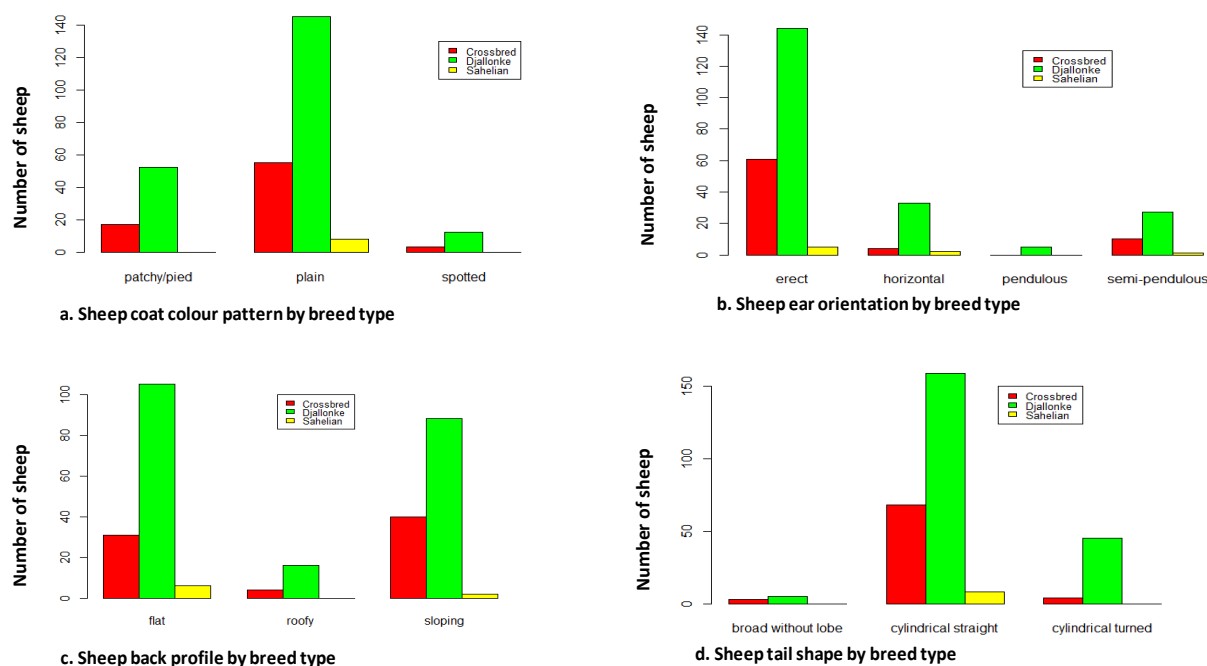 Number of sheep
140
120
100
80
60
40
20
0
Crossbred
Djallonke
Sahelian
patchy/pied plain spotted
a. Sheep coat colour pattern by breed type
Number of sheep
140
120
100
80
60
40
20
0
Crossbred
Djallonke
Sahelian
erect horizontal pendulous semi-pendulous
b. Sheep ear orientation by breed type
Number of sheep
100
80
60
40
20
0
Crossbred
Djallonke
Sahelian
flat roofy sloping
c. Sheep back profile by breed type
Number of sheep
150
100
50
0
Crossbred
Djallonke
Sahelian
broad without lobe cylindrical straight cylindrical turned
d. Sheep tail shape by breed type